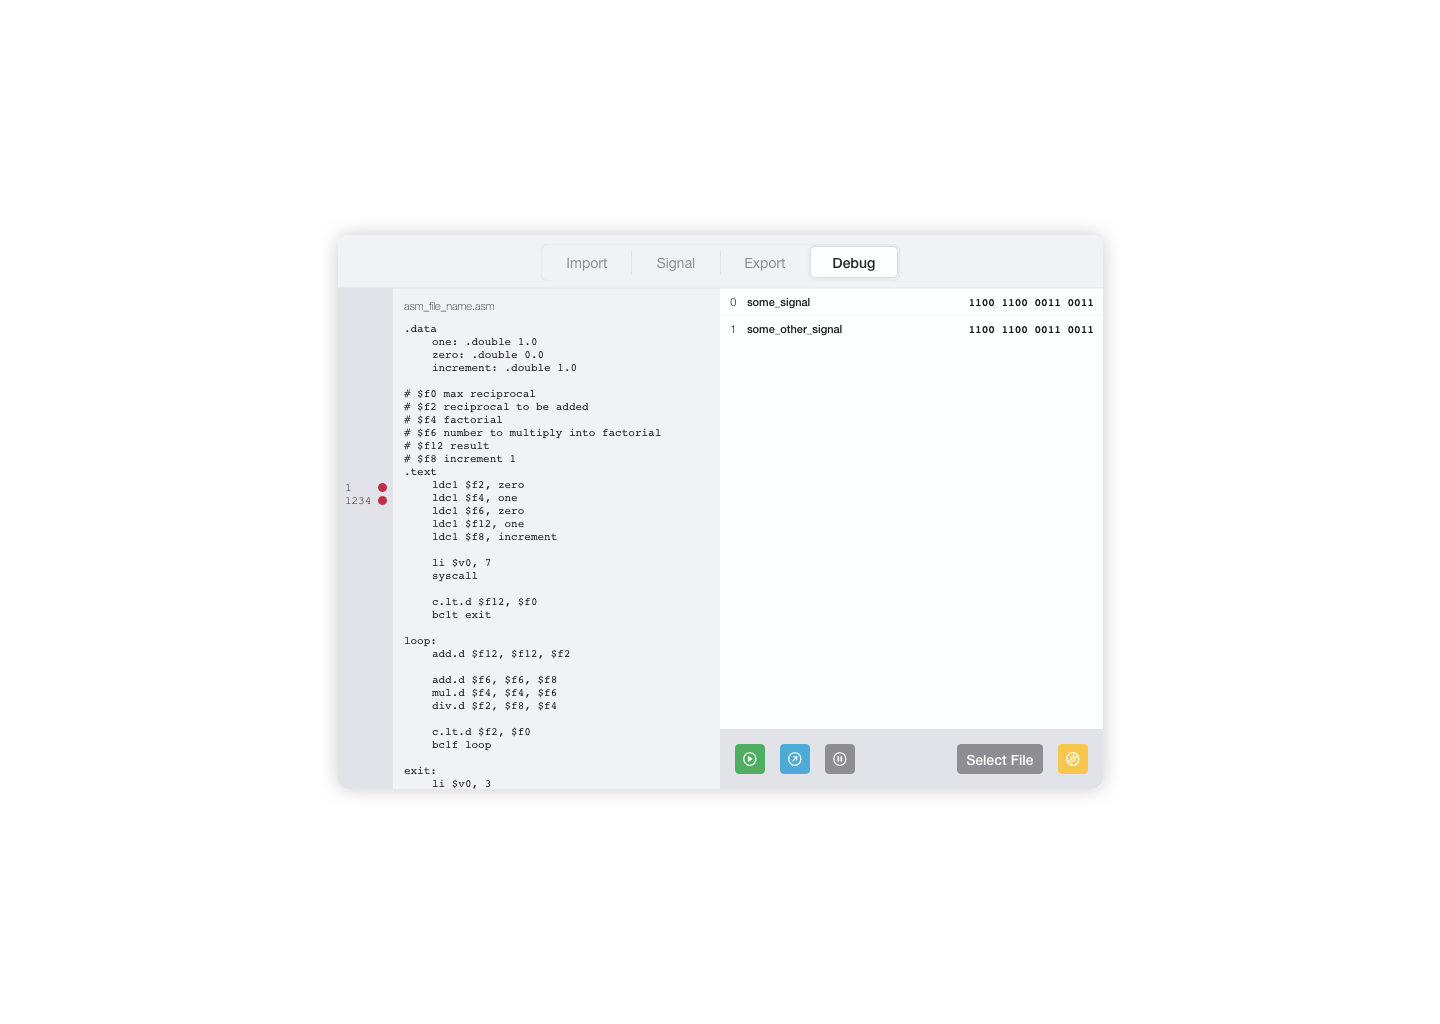 Import
Signal
Export
Debug
asm_file_name.asm
.data
one: .double 1.0
zero: .double 0.0
increment: .double 1.0
# $f0 max reciprocal
# $f2 reciprocal to be added
# $f4 factorial
# $f6 number to multiply into factorial
# $f12 result
# $f8 increment 1
.text
1
ldc1 $f2, zero
1234
ldc1 $f4, one
ldc1 $f6, zero
ldc1 $f12, one
ldc1 $f8, increment
li $v0, 7
syscall
c.lt.d $f12, $f0
bclt exit
loop:
add.d $f12, $f12, $f2
add.d $f6, $f6, $f8
mul.d $f4, $f4, $f6
div.d $f2, $f8, $f4
c.lt.d $f2, $f0
bclf loop
exit:
li $v0, 3
0 some_signal 1100 1100 0011 0011
1 some_other_signal 1100 1100 0011 0011
Select File